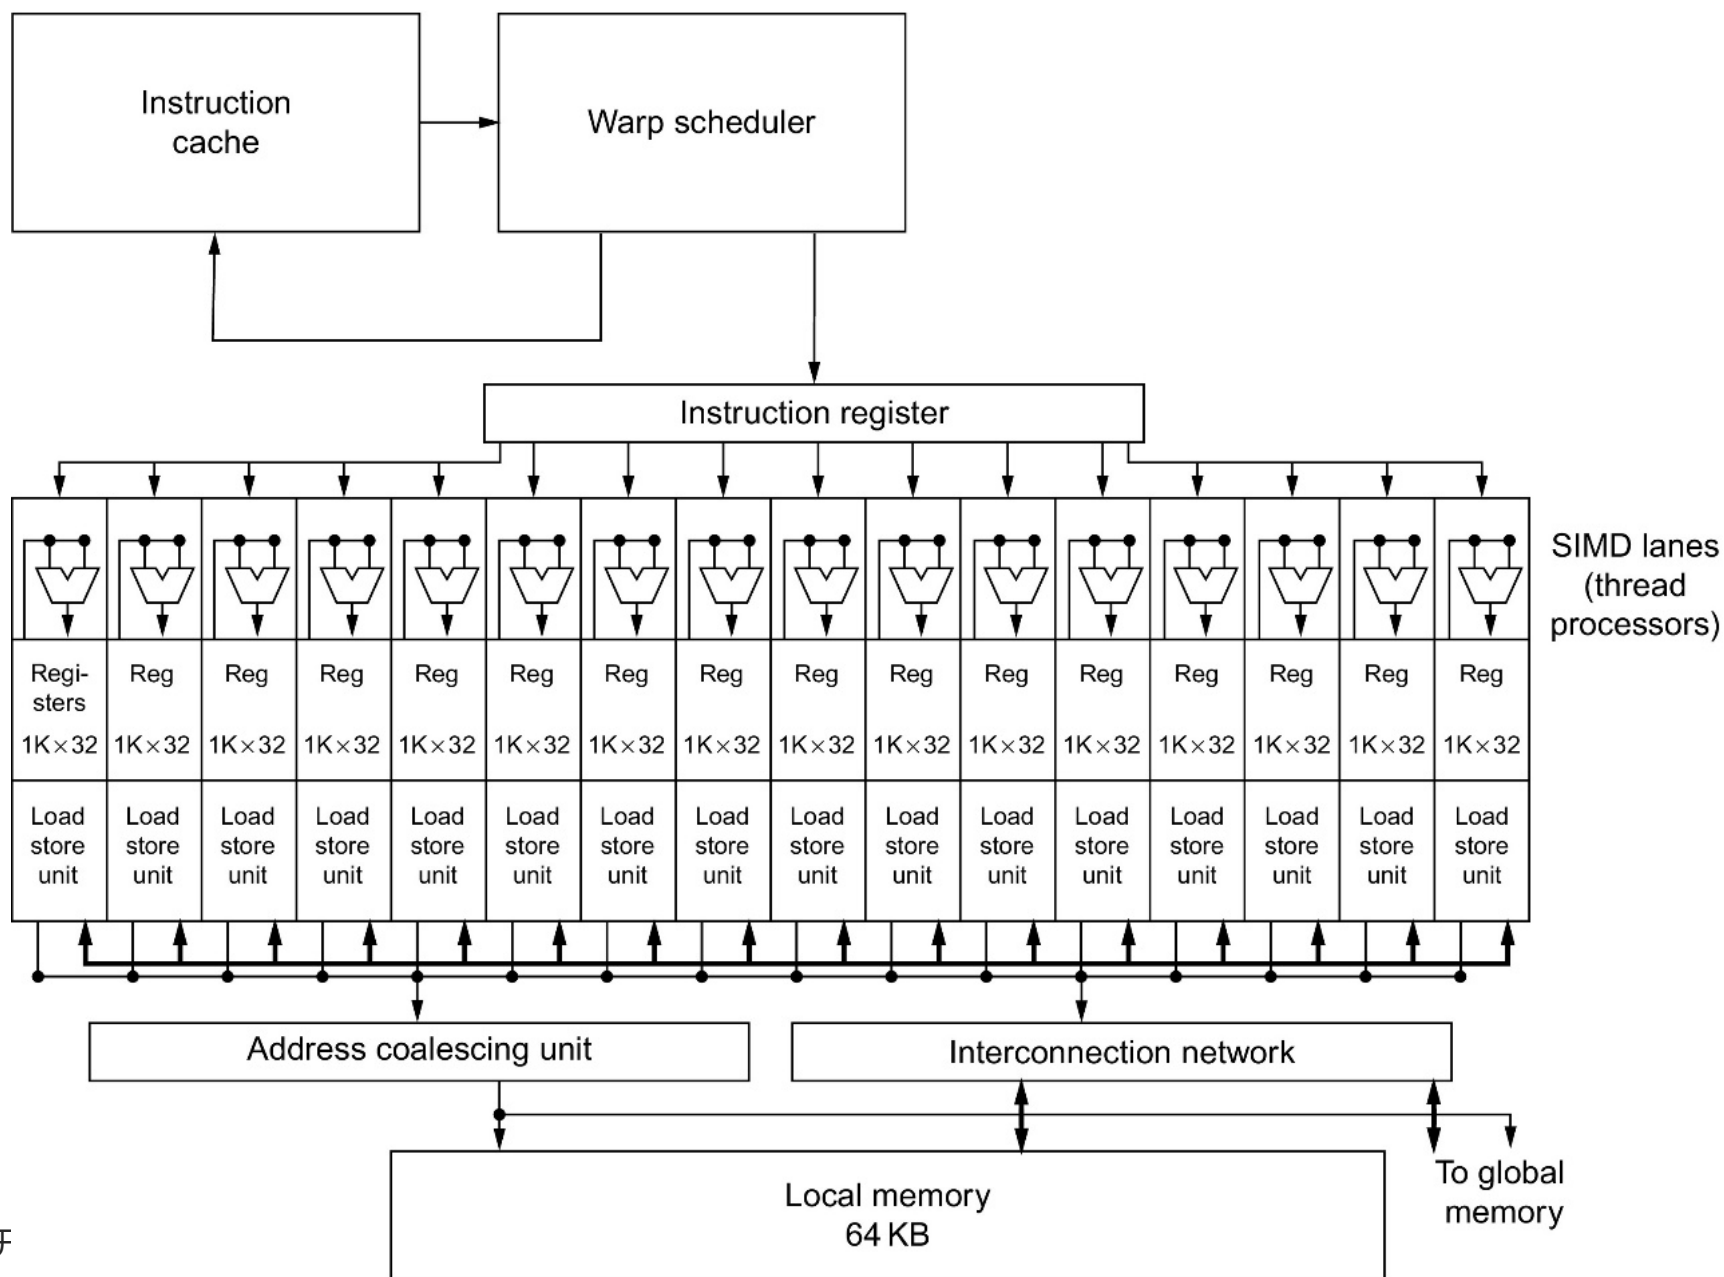 Instruction
cache
Warp scheduler
Instruction register
SIMD lanes
(thread
processors)
Regi-
sters
Reg Reg Reg Reg Reg Reg Reg Reg Reg Reg Reg Reg Reg Reg Reg
1K×32 1K×32 1K×32 1K×32 1K×32 1K×32 1K×32 1K×32 1K×32 1K×32 1K×32 1K×32 1K×32 1K×32 1K×32 1K×32
Load Load Load Load Load Load Load Load Load Load Load Load Load Load Load Load
store store store store store store store store store store store store store store store store
unit unit unit unit unit unit unit unit unit unit unit unit unit unit unit unit
Address coalescing unit
Interconnection network
To global
memory
Local memory
64 KB